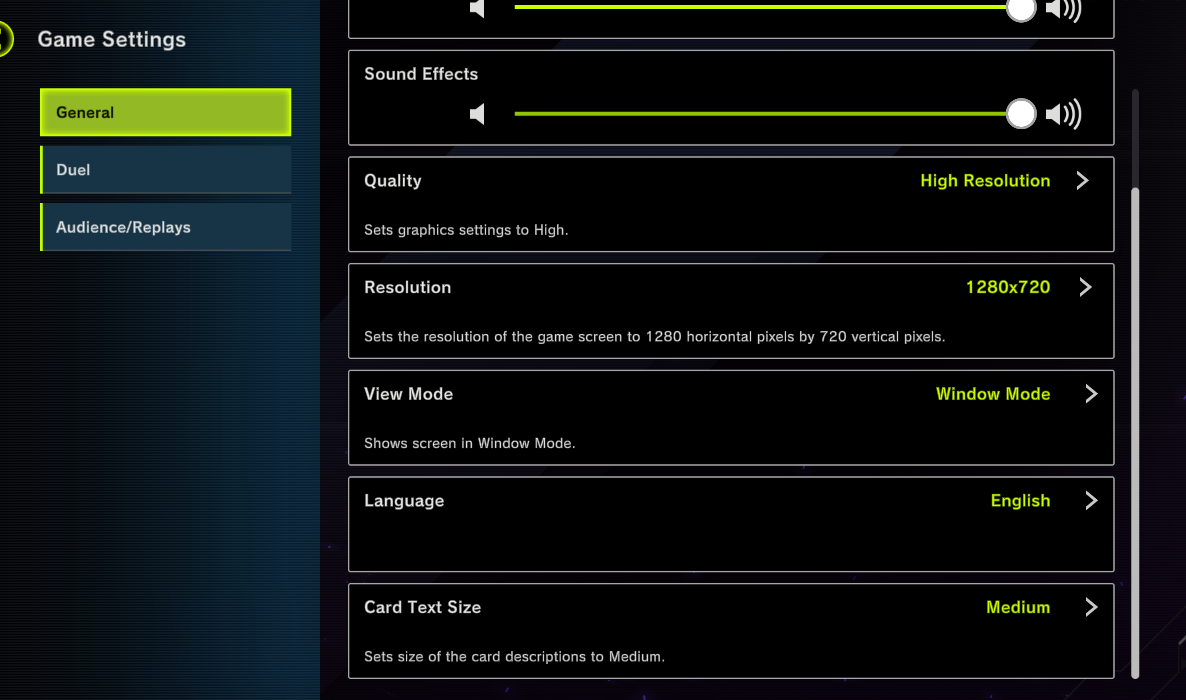 Game Settings
General
Duel
Audience/Replays
Sound Effects
Quality
High Resolution
Sets graphics settings to High.
Resolution
1280x720
Sets the resolution of the game screen to 1280 horizontal pixels by 720 vertical pixels.
View Mode
Window Mode
Shows screen in Window Mode.
Language
English
Card Text Size
Medium
Sets size of the card descriptions to Medium.